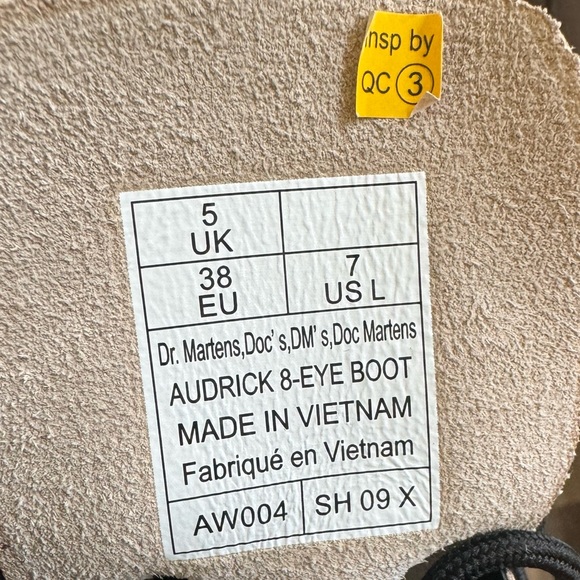 insp by
QC 3
5
UK
38
EU
7
US L
Dr. Martens,Doc' s,DM' s,Doc Martens
AUDRICK 8-EYE BOOT
MADE IN VIETNAM
Fabriqué en Vietnam
AW004
SH 09 X